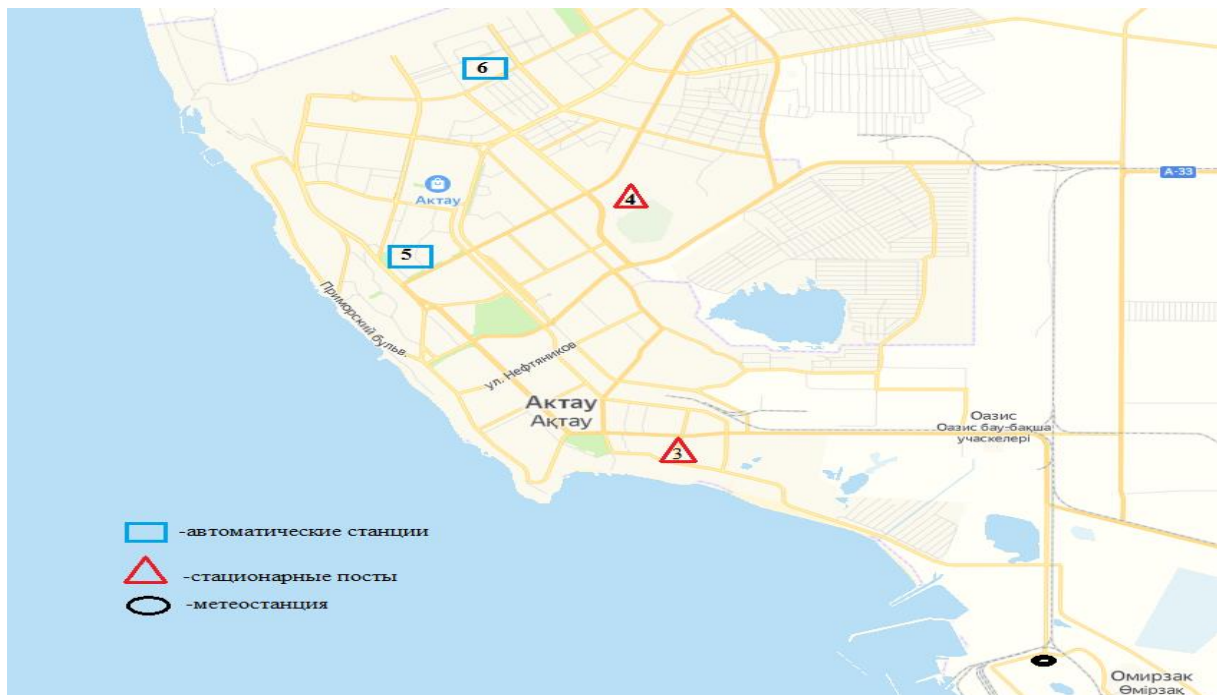 6
А-33
4
Актау
5
Приморский бульв.
ул. Нефтяников
Актау
Ақтау
Оазис
Оазис бау-бақша
учаскелері
3
-автоматические станции
-стационарные посты
-метеостанция
Омирзак
Өмірзақ